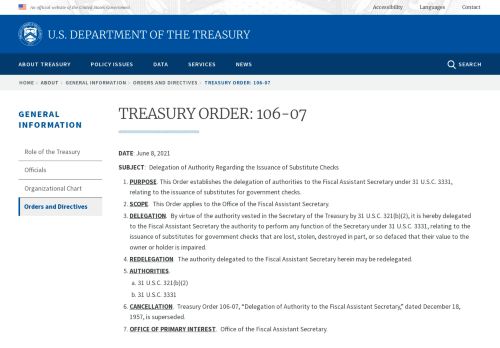 An official website of the United States Government
Accessibility Languages Contact
U.S. DEPARTMENT OF THE TREASURY
ABOUT TREASURY POLICY ISSUES DATA SERVICES NEWS SEARCH
HOME › ABOUT › GENERAL INFORMATION › ORDERS AND DIRECTIVES › TREASURY ORDER: 106-07
GENERAL
INFORMATION
Role of the Treasury
Officials
Organizational Chart
Orders and Directives
TREASURY ORDER: 106-07
DATE: June 8, 2021
SUBJECT: Delegation of Authority Regarding the Issuance of Substitute Checks
1. PURPOSE. This Order establishes the delegation of authorities to the Fiscal Assistant Secretary under 31 U.S.C. 3331,
relating to the issuance of substitutes for government checks.
2. SCOPE. This Order applies to the Office of the Fiscal Assistant Secretary.
3. DELEGATION. By virtue of the authority vested in the Secretary of the Treasury by 31 U.S.C. 321(b)(2), it is hereby delegated
to the Fiscal Assistant Secretary the authority to perform any function of the Secretary under 31 U.S.C. 3331, relating to the
issuance of substitutes for government checks that are lost, stolen, destroyed in part, or so defaced that their value to the
owner or holder is impaired.
4. REDELEGATION. The authority delegated to the Fiscal Assistant Secretary herein may be redelegated.
5. AUTHORITIES.
a. 31 U.S.C. 321(b)(2)
b. 31 U.S.C. 3331
6. CANCELLATION. Treasury Order 106-07, “Delegation of Authority to the Fiscal Assistant Secretary,” dated December 18,
1957, is superseded.
7. OFFICE OF PRIMARY INTEREST. Office of the Fiscal Assistant Secretary.